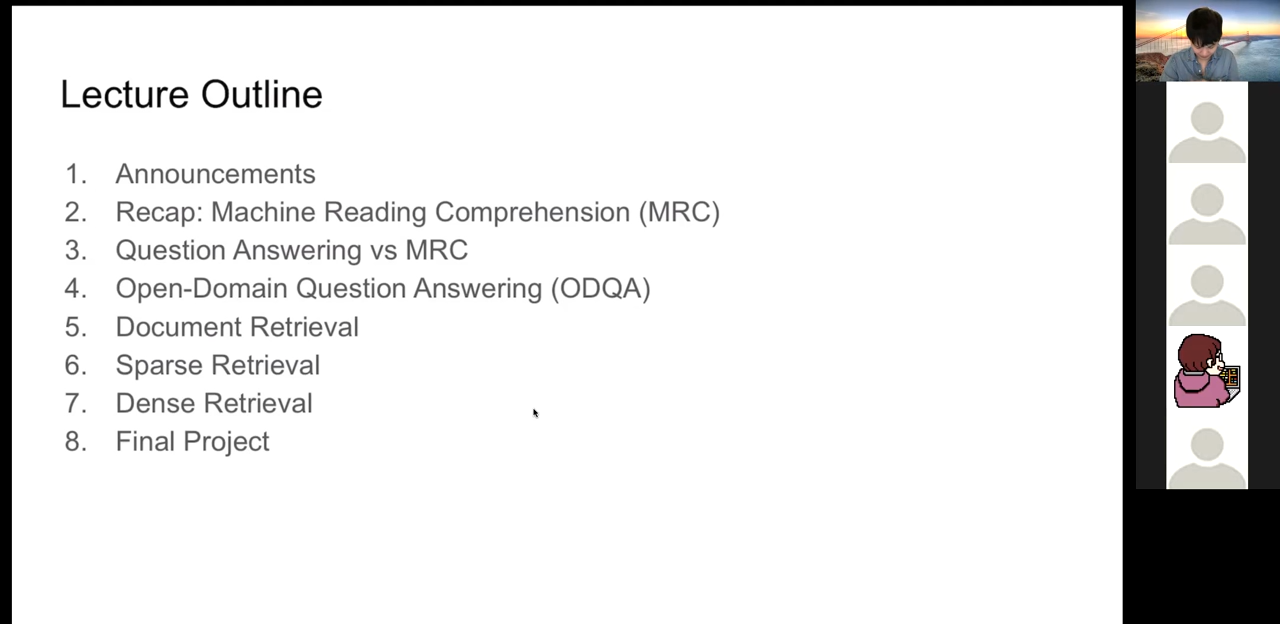 Lecture Outline
1. Announcements
2. Recap: Machine Reading Comprehension (MRC)
3. Question Answering vs MRC
4. Open-Domain Question Answering (ODQA)
5. Document Retrieval
6. Sparse Retrieval
7. Dense Retrieval
8. Final Project